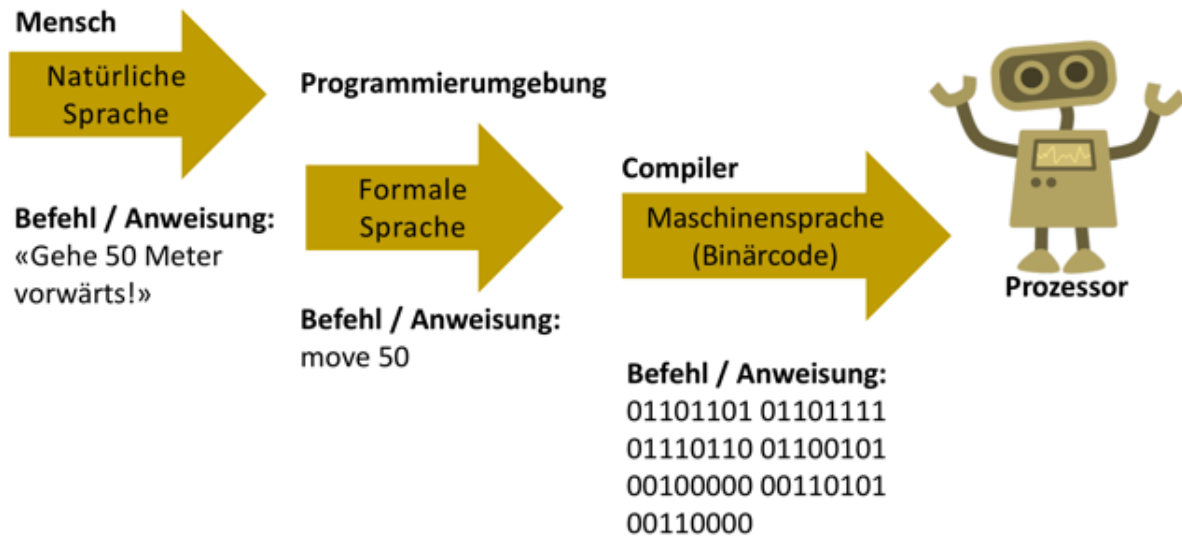 Mensch
Natürliche
Sprache
Befehl / Anweisung:
«Gehe 50 Meter
vorwärts!»
Programmierumgebung
Formale
Sprache
Befehl / Anweisung:
move 50
Compiler
Maschinensprache
(Binärcode)
Befehl / Anweisung:
01101101 01101111
01110110 01100101
00100000 00110101
00110000
Prozessor